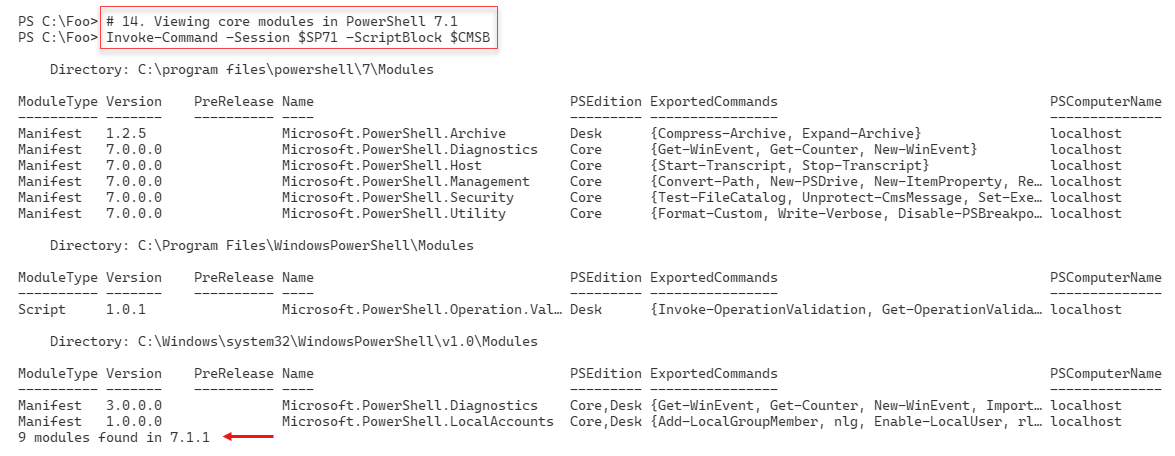 PS C:\Foo> # 14. Viewing core modules in PowerShell 7.1
PS C:\Foo> Invoke-Command -Session $SP71 -ScriptBlock $CMSB
Directory: C:\program files\powershell\7\Modules
ModuleType Version PreRelease Name PSEdition ExportedCommands PSComputerName
---------- ------- ---------- ---- --------- ---------------- --------------
Manifest 1.2.5 Microsoft.PowerShell.Archive Desk {Compress-Archive, Expand-Archive} localhost
Manifest 7.0.0.0 Microsoft.PowerShell.Diagnostics Core {Get-WinEvent, Get-Counter, New-WinEvent} localhost
Manifest 7.0.0.0 Microsoft.PowerShell.Host Core {Start-Transcript, Stop-Transcript} localhost
Manifest 7.0.0.0 Microsoft.PowerShell.Management Core {Convert-Path, New-PSDrive, New-ItemProperty, Re… localhost
Manifest 7.0.0.0 Microsoft.PowerShell.Security Core {Test-FileCatalog, Unprotect-CmsMessage, Set-Exe… localhost
Manifest 7.0.0.0 Microsoft.PowerShell.Utility Core {Format-Custom, Write-Verbose, Disable-PSBreakpo… localhost
Directory: C:\Program Files\WindowsPowerShell\Modules
ModuleType Version PreRelease Name PSEdition ExportedCommands PSComputerName
---------- ------- ---------- ---- --------- ---------------- --------------
Script 1.0.1 Microsoft.PowerShell.Operation.Val… Desk {Invoke-OperationValidation, Get-OperationValida… localhost
Directory: C:\Windows\system32\WindowsPowerShell\v1.0\Modules
ModuleType Version PreRelease Name PSEdition ExportedCommands PSComputerName
---------- ------- ---------- ---- --------- ---------------- --------------
Manifest 3.0.0.0 Microsoft.PowerShell.Diagnostics Core,Desk {Get-WinEvent, Get-Counter, New-WinEvent, Import… localhost
Manifest 1.0.0.0 Microsoft.PowerShell.LocalAccounts Core,Desk {Add-LocalGroupMember, nlg, Enable-LocalUser, rl… localhost
9 modules found in 7.1.1